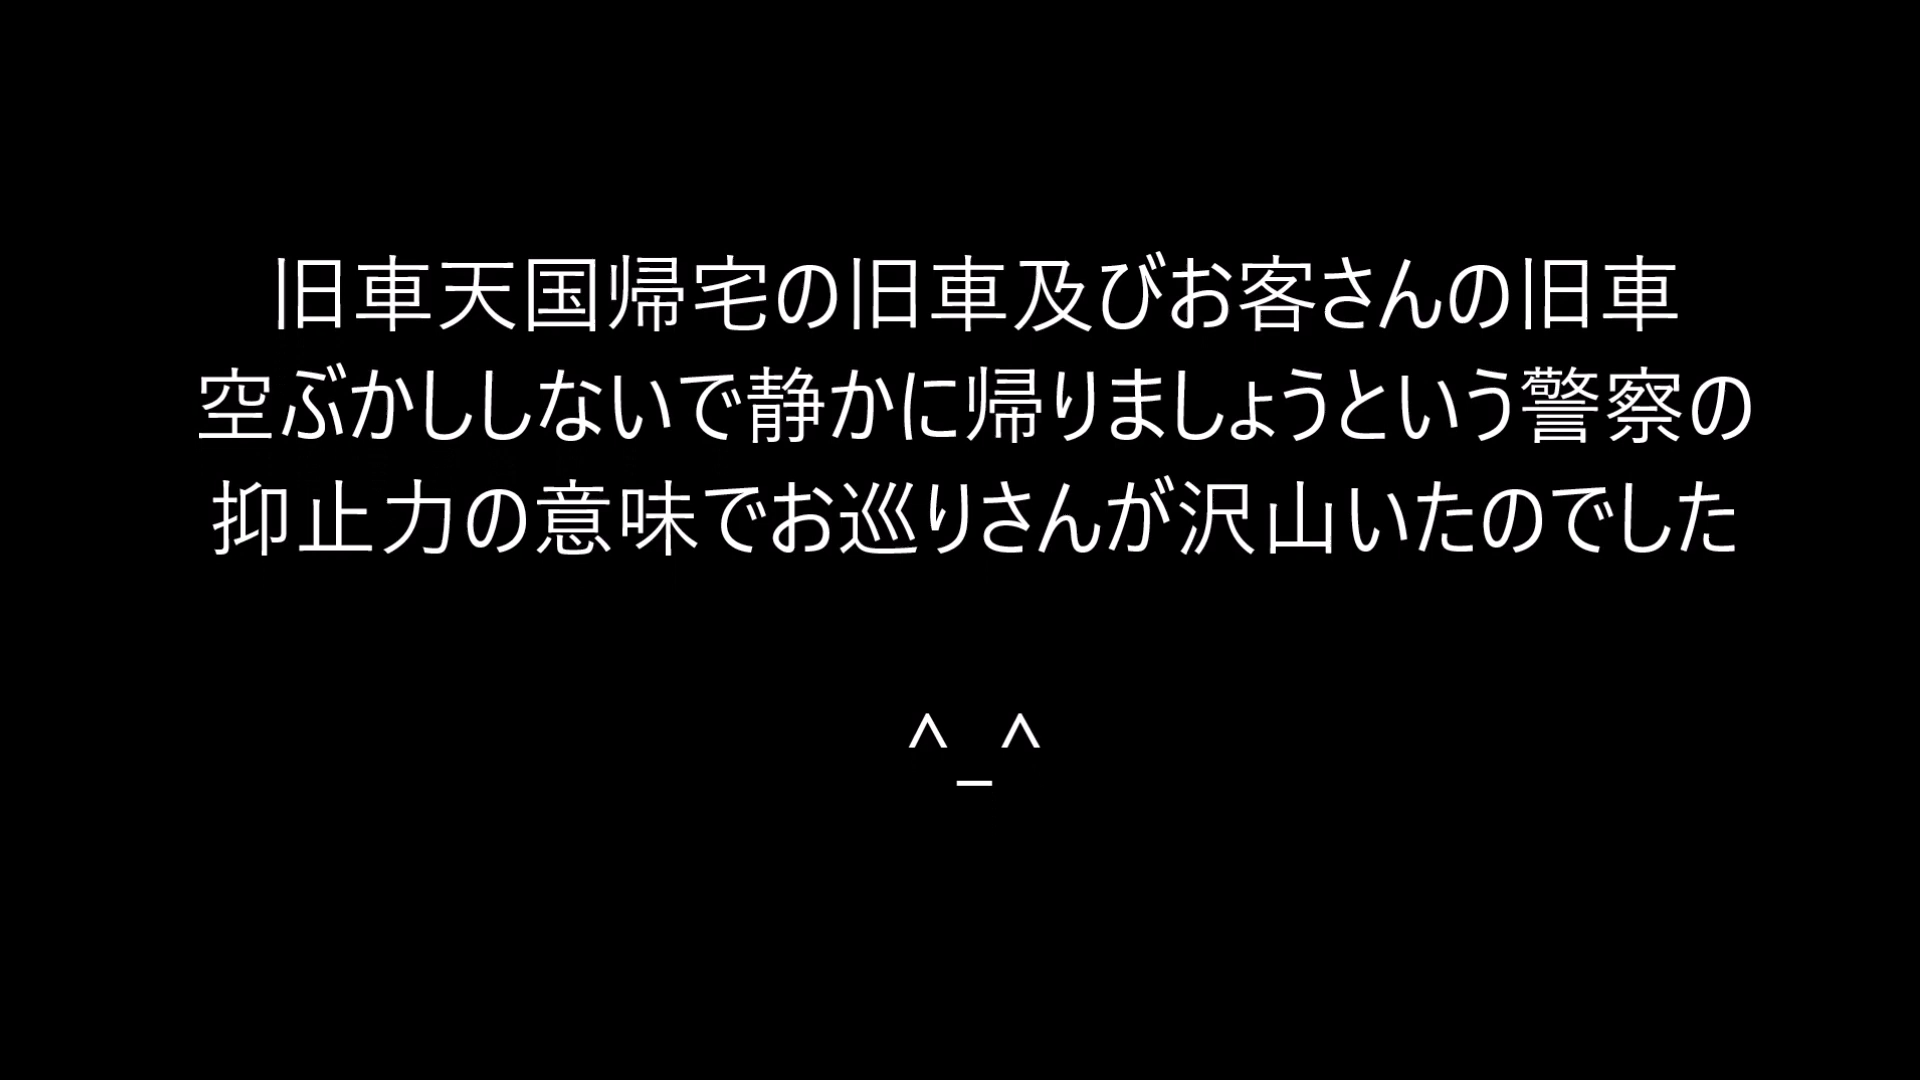 旧車天国帰宅の旧車及びお客さんの旧車
空ぶかししないで静かに帰りましょうという警察の
抑止力の意味でお巡りさんが沢山いたのでした
^_^